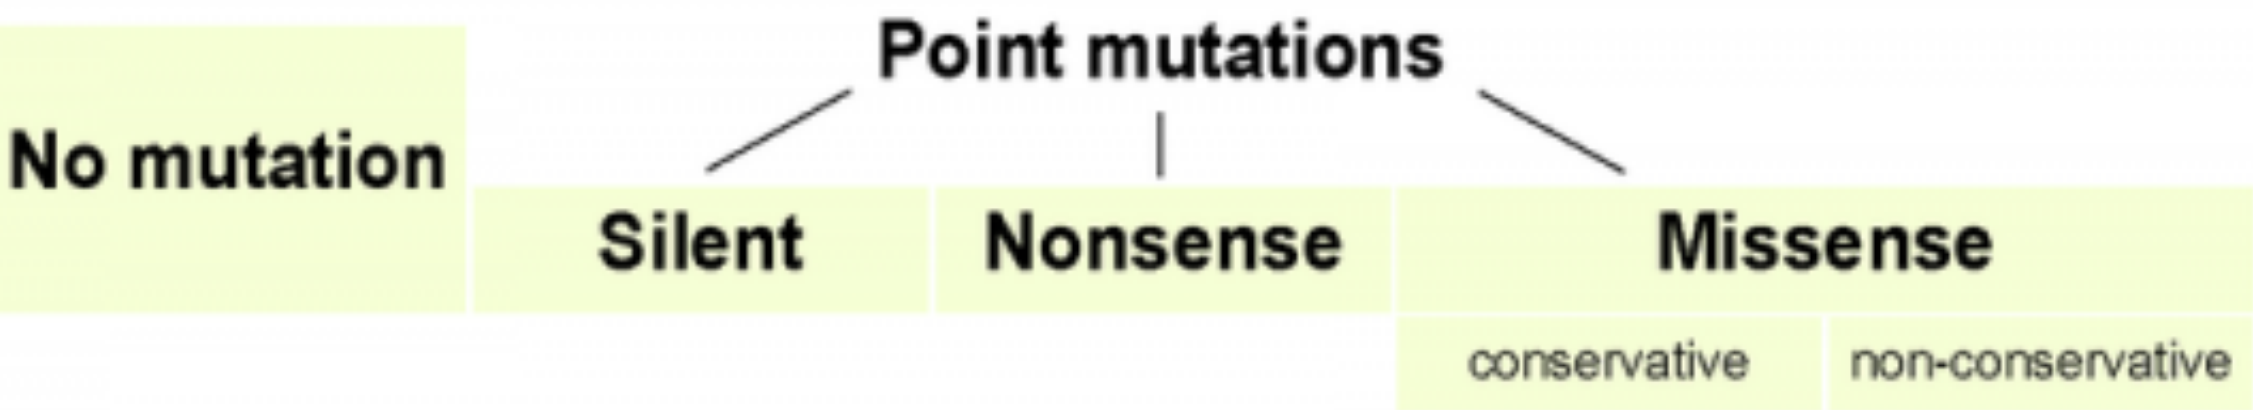 Point mutations
No mutation
Silent
Nonsense
Missense
conservative
non-conservative